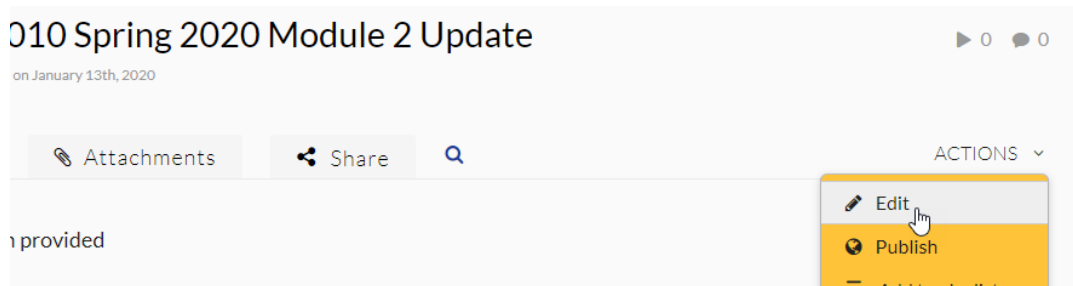 010 Spring 2020 Module 2 Update
0 0
on January 13th, 2020
Attachments
Share
ACTIONS
Edit
provided
Publish